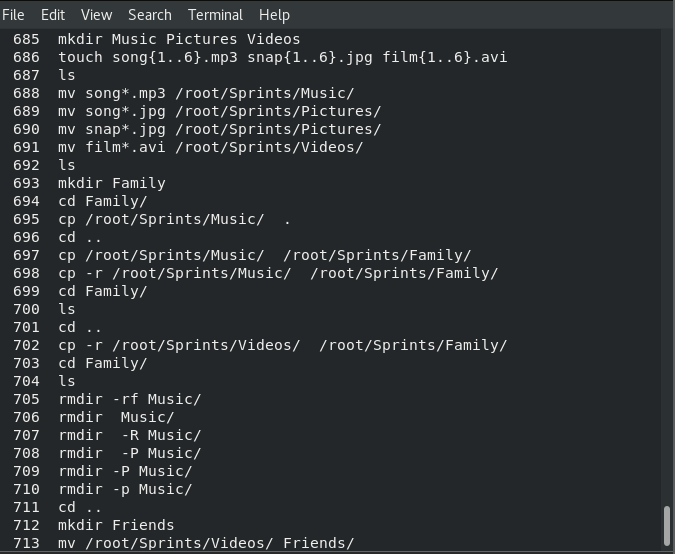 File Edit View Search Terminal Help
685 mkdir Music Pictures Videos
686 touch song{1..6}.mp3 snap{1..6}.jpg film{1..6}.avi
687 ls
688 mv song*.mp3 /root/Sprints/Music/
689 mv song*.jpg /root/Sprints/Pictures/
690 mv snap*.jpg /root/Sprints/Pictures/
691 mv film*.avi /root/Sprints/Videos/
692 ls
693 mkdir Family
694 cd Family/
695 cp /root/Sprints/Music/  .
696 cd ..
697 cp /root/Sprints/Music/  /root/Sprints/Family/
698 cp -r /root/Sprints/Music/  /root/Sprints/Family/
699 cd Family/
700 ls
701 cd ..
702 cp -r /root/Sprints/Videos/  /root/Sprints/Family/
703 cd Family/
704 ls
705 rmdir -rf Music/
706 rmdir  Music/
707 rmdir  -R Music/
708 rmdir  -P Music/
709 rmdir -P Music/
710 rmdir -p Music/
711 cd ..
712 mkdir Friends
713 mv /root/Sprints/Videos/ Friends/